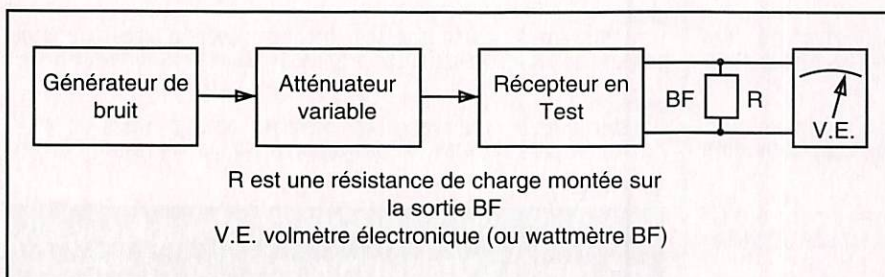 Générateur de
bruit
Atténuateur
variable
Récepteur en
Test
BF
R
V.E.
R est une résistance de charge montée sur
la sortie BF
V.E. volmètre électronique (ou wattmètre BF)